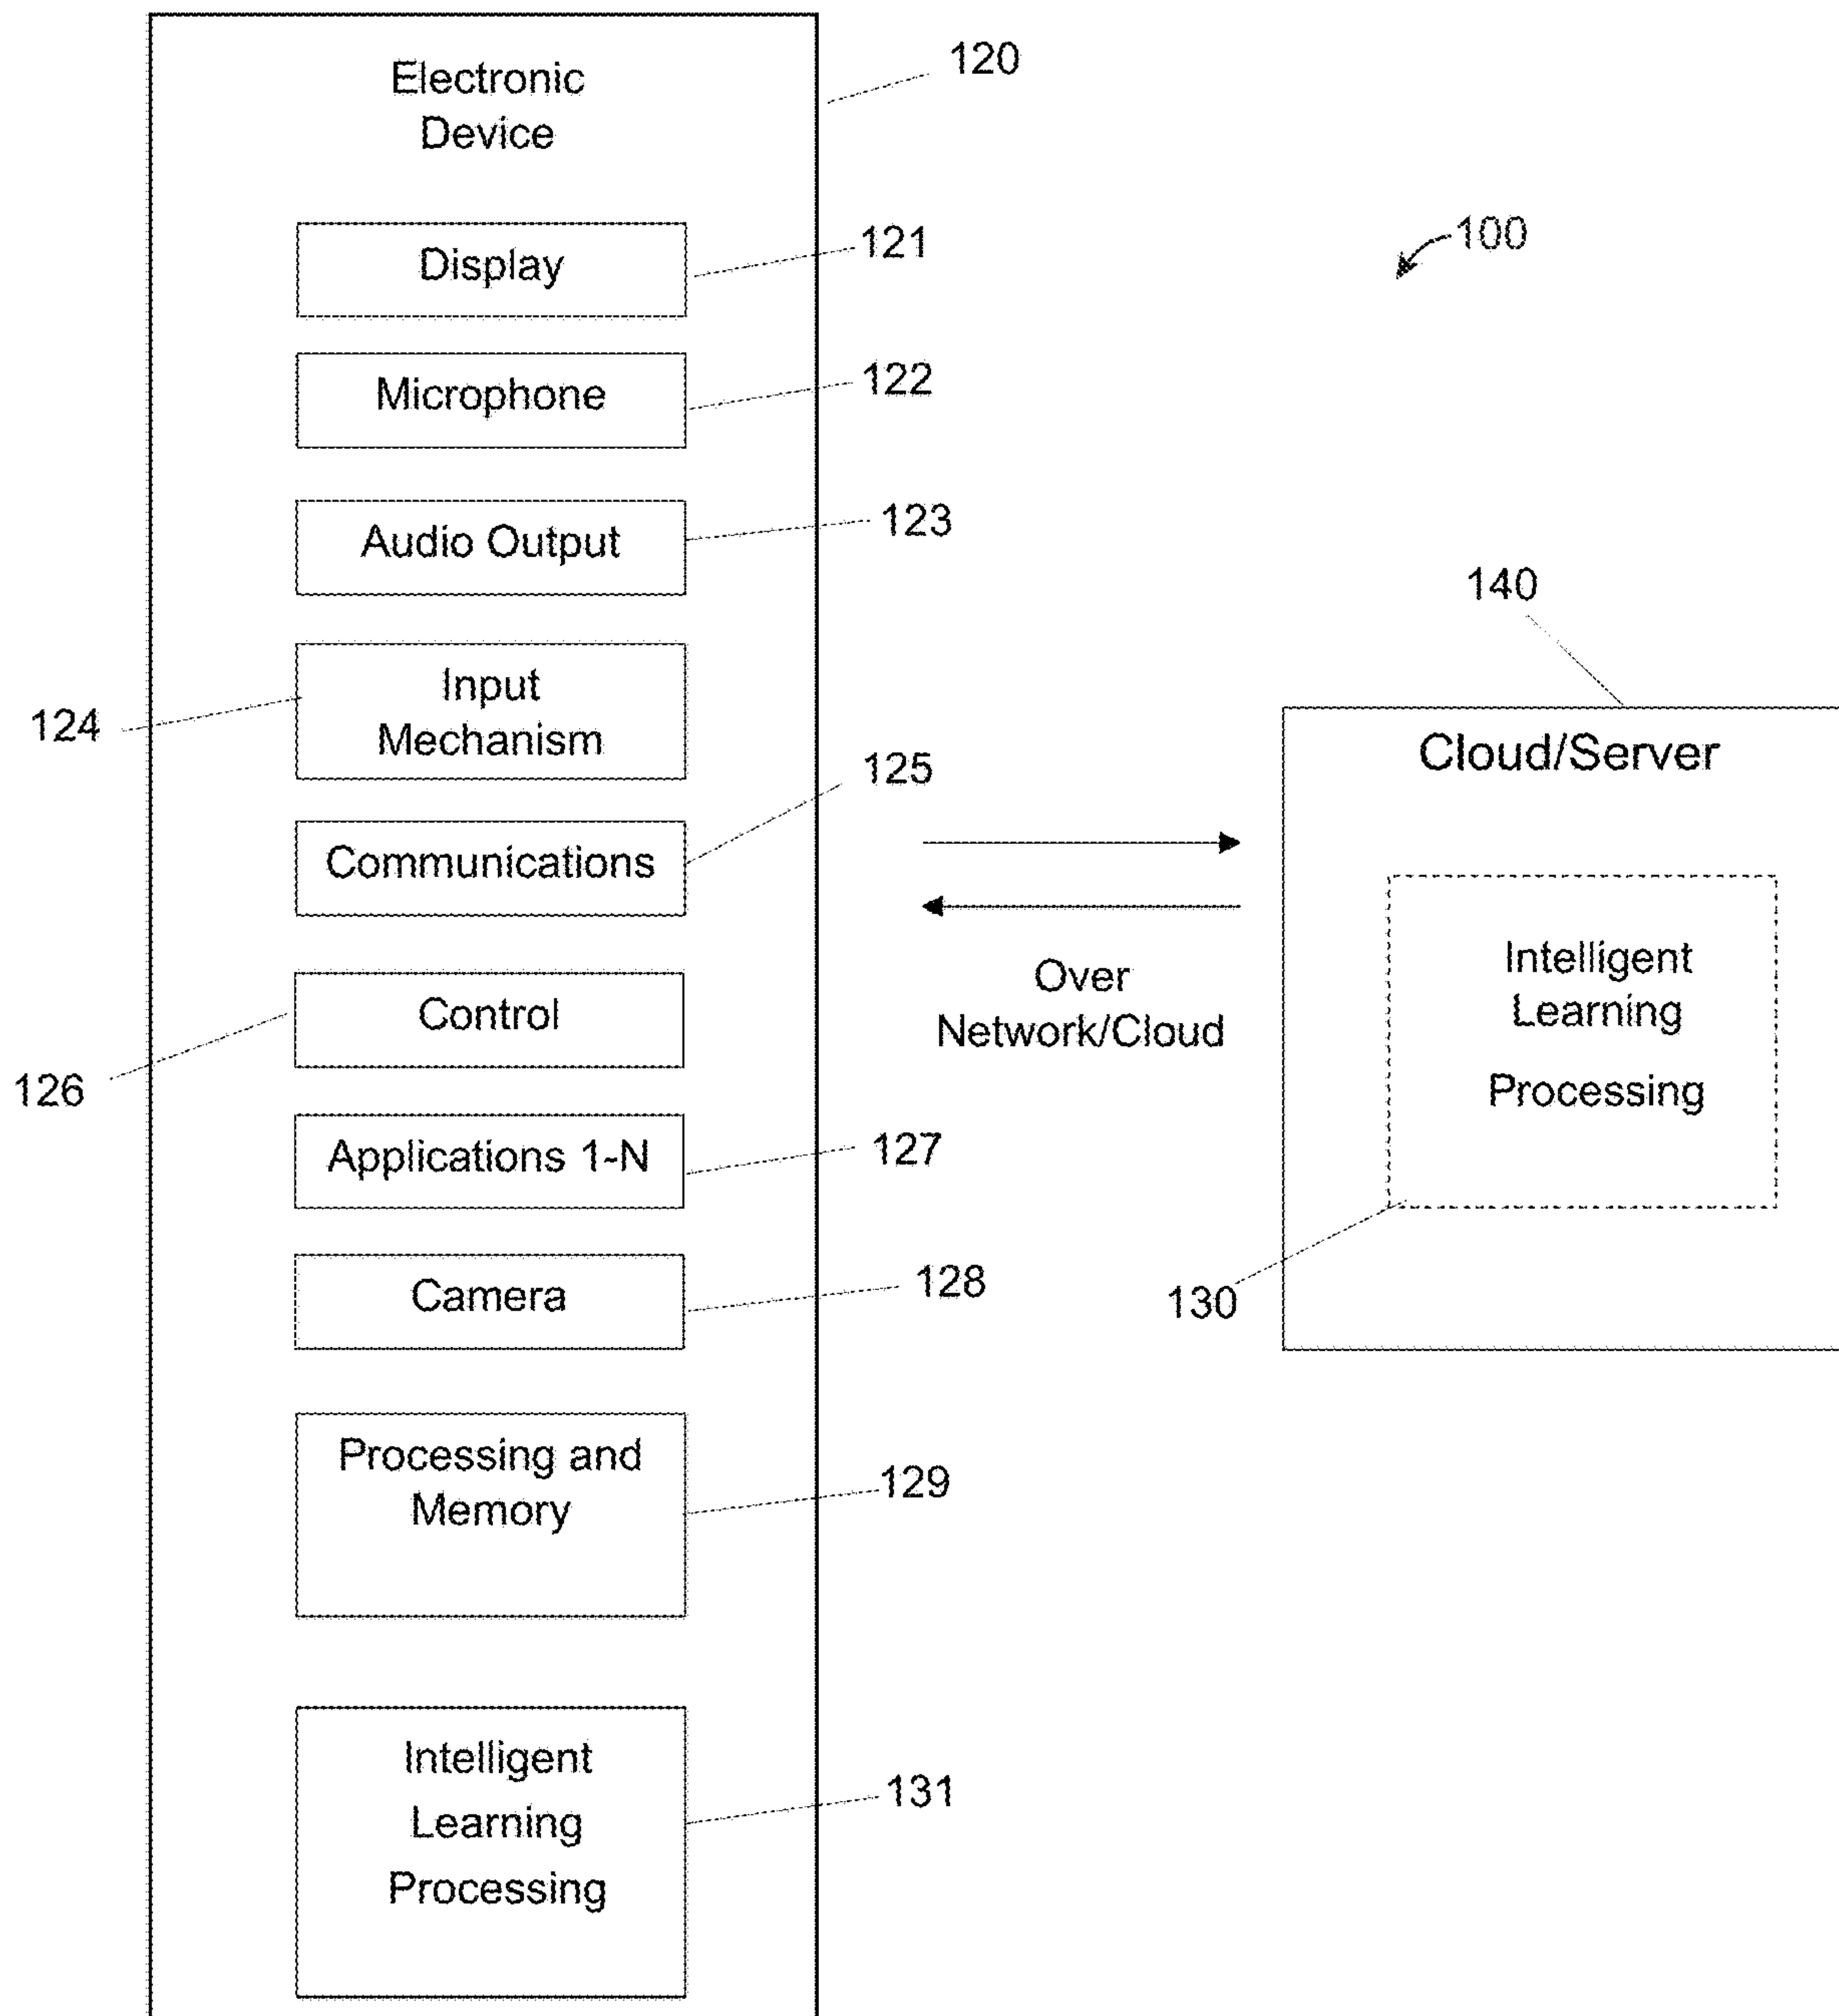 Electronic
Device
120
Display
121
100
Microphone
122
Audio Output
123
140
Input
Mechanism
124
Cloud/Server
125
Communications
Over
Network/Cloud
Intelligent
Learning
Processing
Control
126
Applications 1-N
127
Camera
128
130
Processing and
Memory
129
Intelligent
Learning
Processing
131